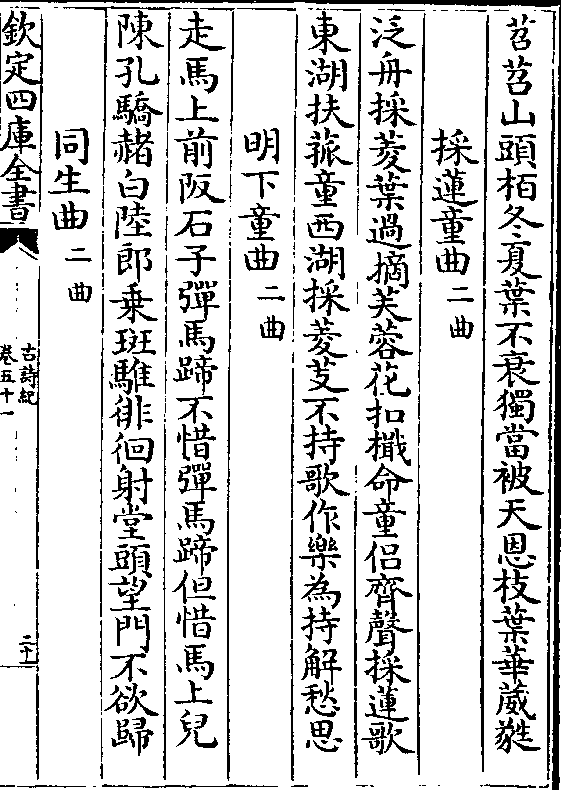 苕苕山頭栢冬夏葉不衰獨當被天恩枝葉華葳甤
採蓮童曲二曲
泛舟採菱葉過摘芙蓉花扣檝命童侣齊聲採蓮歌
東湖扶菰童西湖採菱芰不持歌作樂為持解愁思
明下童曲二曲
走馬上前阪石子彈馬蹄不惜彈馬蹄但惜馬上兒
陳孔驕赭白陸郎乗斑騅徘徊射堂頭望門不欲歸
同生曲二曲
欽定四庫全書
古詩紀
卷五十一
二十一